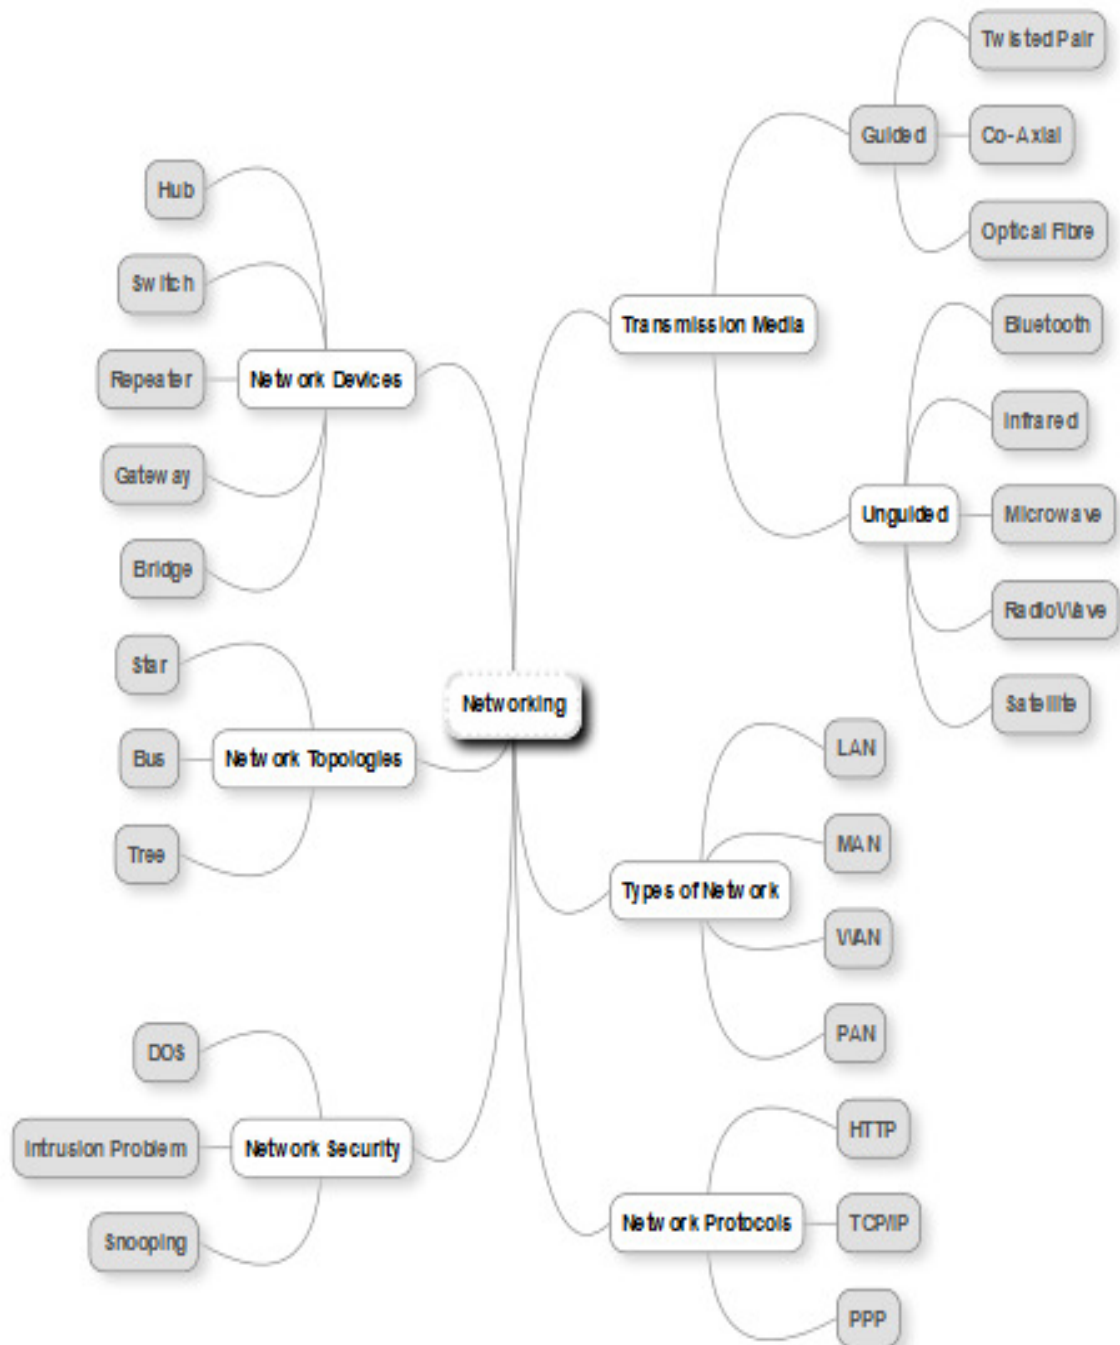 Networking
Transmission Media
Guided
Twisted Pair
Co-Axial
Optical Fibre
Unguided
Bluetooth
Infrared
Microwave
RadioWave
Satellite
Types of Network
LAN
MAN
WAN
PAN
Network Protocols
HTTP
TCP/IP
PPP
Network Devices
Hub
Switch
Repeater
Gateway
Bridge
Network Topologies
Star
Bus
Tree
Network Security
DOS
Intrusion Problem
Snooping